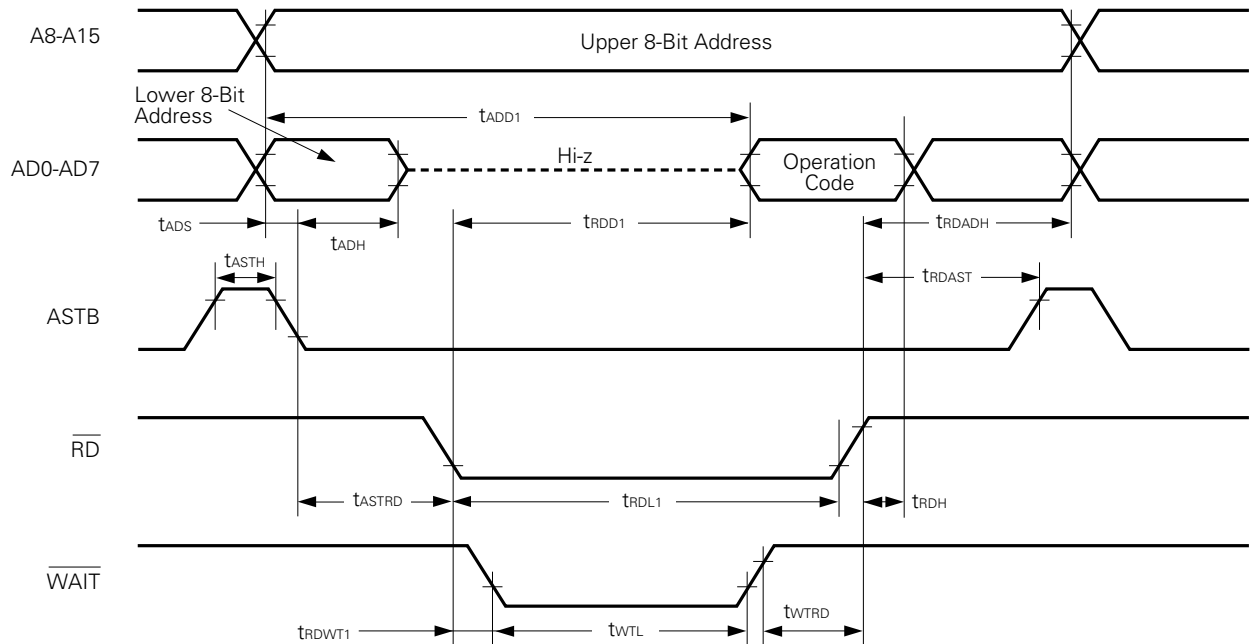 A8-A15
Upper 8-Bit Address
Lower 8-Bit
Address
tADD1
AD0-AD7
Hi-z
Operation
Code
tADS
tADH
tRDD1
tRDADH
tASTH
tRDAST
ASTB
RD
tASTRD
tRDL1
tRDH
WAIT
tRDWT1
tWTL
tWTRD